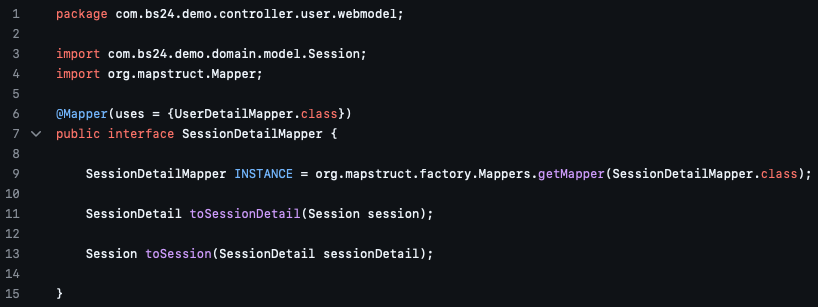 1 package com.bs24.demo.controller.user.webmodel;
2
3 import com.bs24.demo.domain.model.Session;
4 import org.mapstruct.Mapper;
5
6 @Mapper(uses = {UserDetailMapper.class})
7 public interface SessionDetailMapper {
8
9 SessionDetailMapper INSTANCE = org.mapstruct.factory.Mappers.getMapper(SessionDetailMapper.class);
10
11 SessionDetail toSessionDetail(Session session);
12
13 Session toSession(SessionDetail sessionDetail);
14
15 }